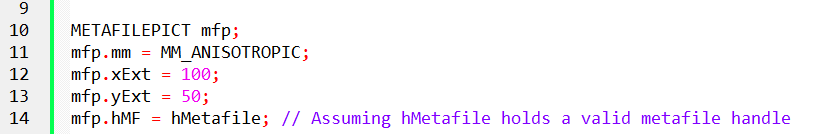 9
10 METAFILEPICT mfp;
11 mfp.mm = MM_ANISOTROPIC;
12 mfp.xExt = 100;
13 mfp.yExt = 50;
14 mfp.hMF = hMetafile; // Assuming hMetafile holds a valid metafile handle